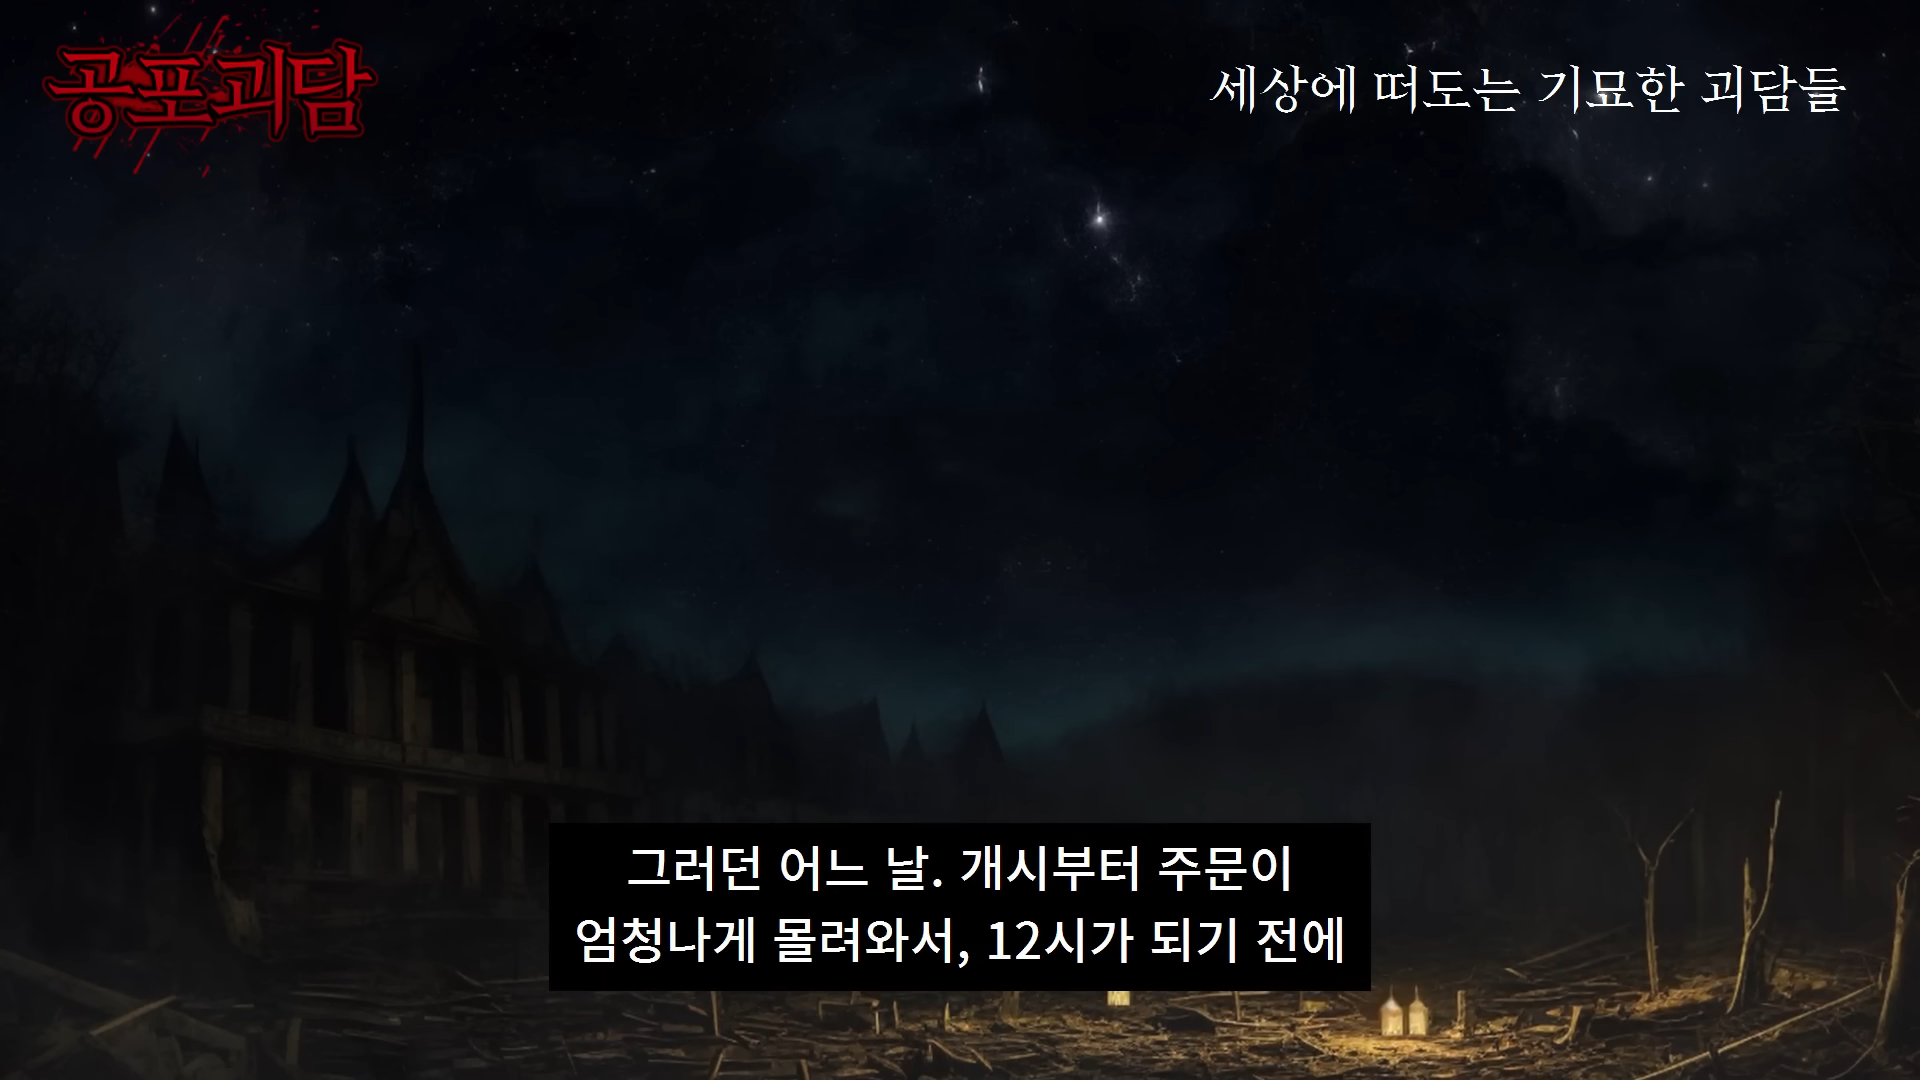 공포괴담
세상에 떠도는 기묘한 괴담들
그러던 어느 날. 개시부터 주문이
엄청나게 몰려와서, 12시가 되기 전에